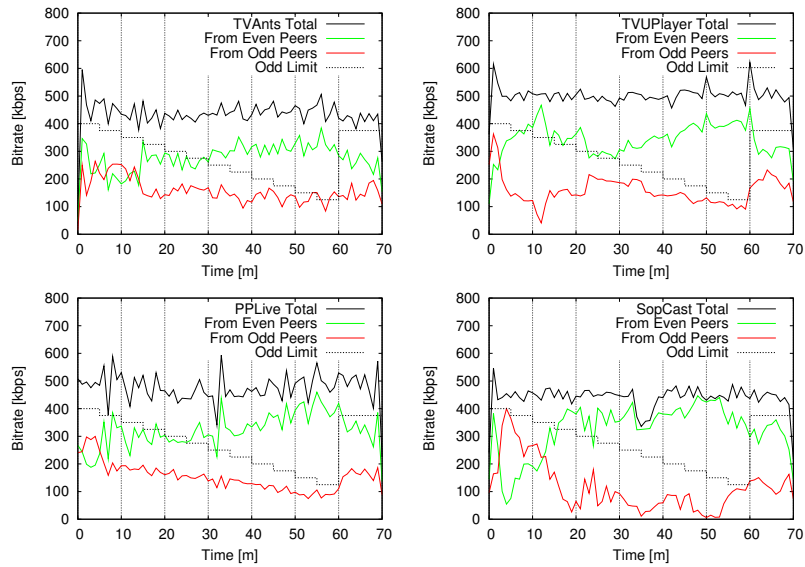 800
700
600
500
400
300
200
100
0
Bitrate [kbps]
0 10 20 30 40 50 60 70
Time [m]
TVAnts Total
From Even Peers
From Odd Peers
Odd Limit
800
700
600
500
400
300
200
100
0
Bitrate [kbps]
0 10 20 30 40 50 60 70
Time [m]
TVUPlayer Total
From Even Peers
From Odd Peers
Odd Limit
800
700
600
500
400
300
200
100
0
Bitrate [kbps]
0 10 20 30 40 50 60 70
Time [m]
PPLive Total
From Even Peers
From Odd Peers
Odd Limit
800
700
600
500
400
300
200
100
0
Bitrate [kbps]
0 10 20 30 40 50 60 70
Time [m]
SopCast Total
From Even Peers
From Odd Peers
Odd Limit